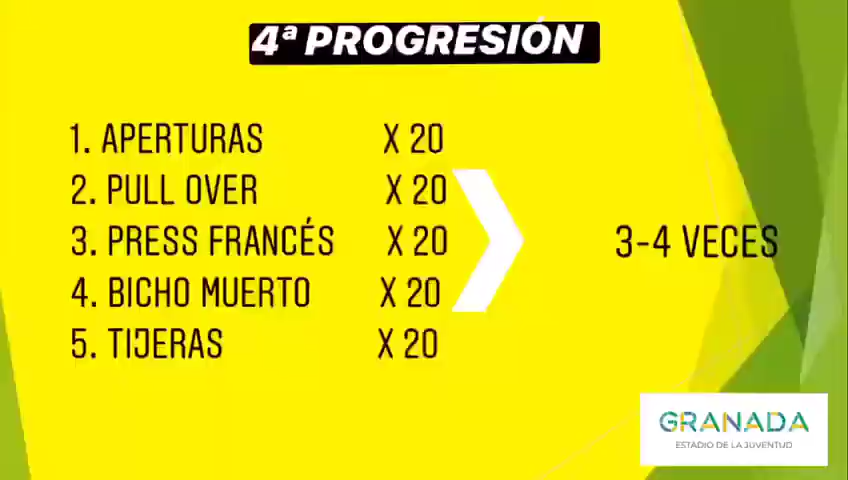 4ª PROGRESIÓN
1. APERTURAS X 20
2. PULL OVER X 20
3. PRESS FRANCÉS X 20
4. BICHO MUERTO X 20
5. TIJERAS X 20
3-4 VECES
GRANADA
ESTADIO DE LA JUVENTUD